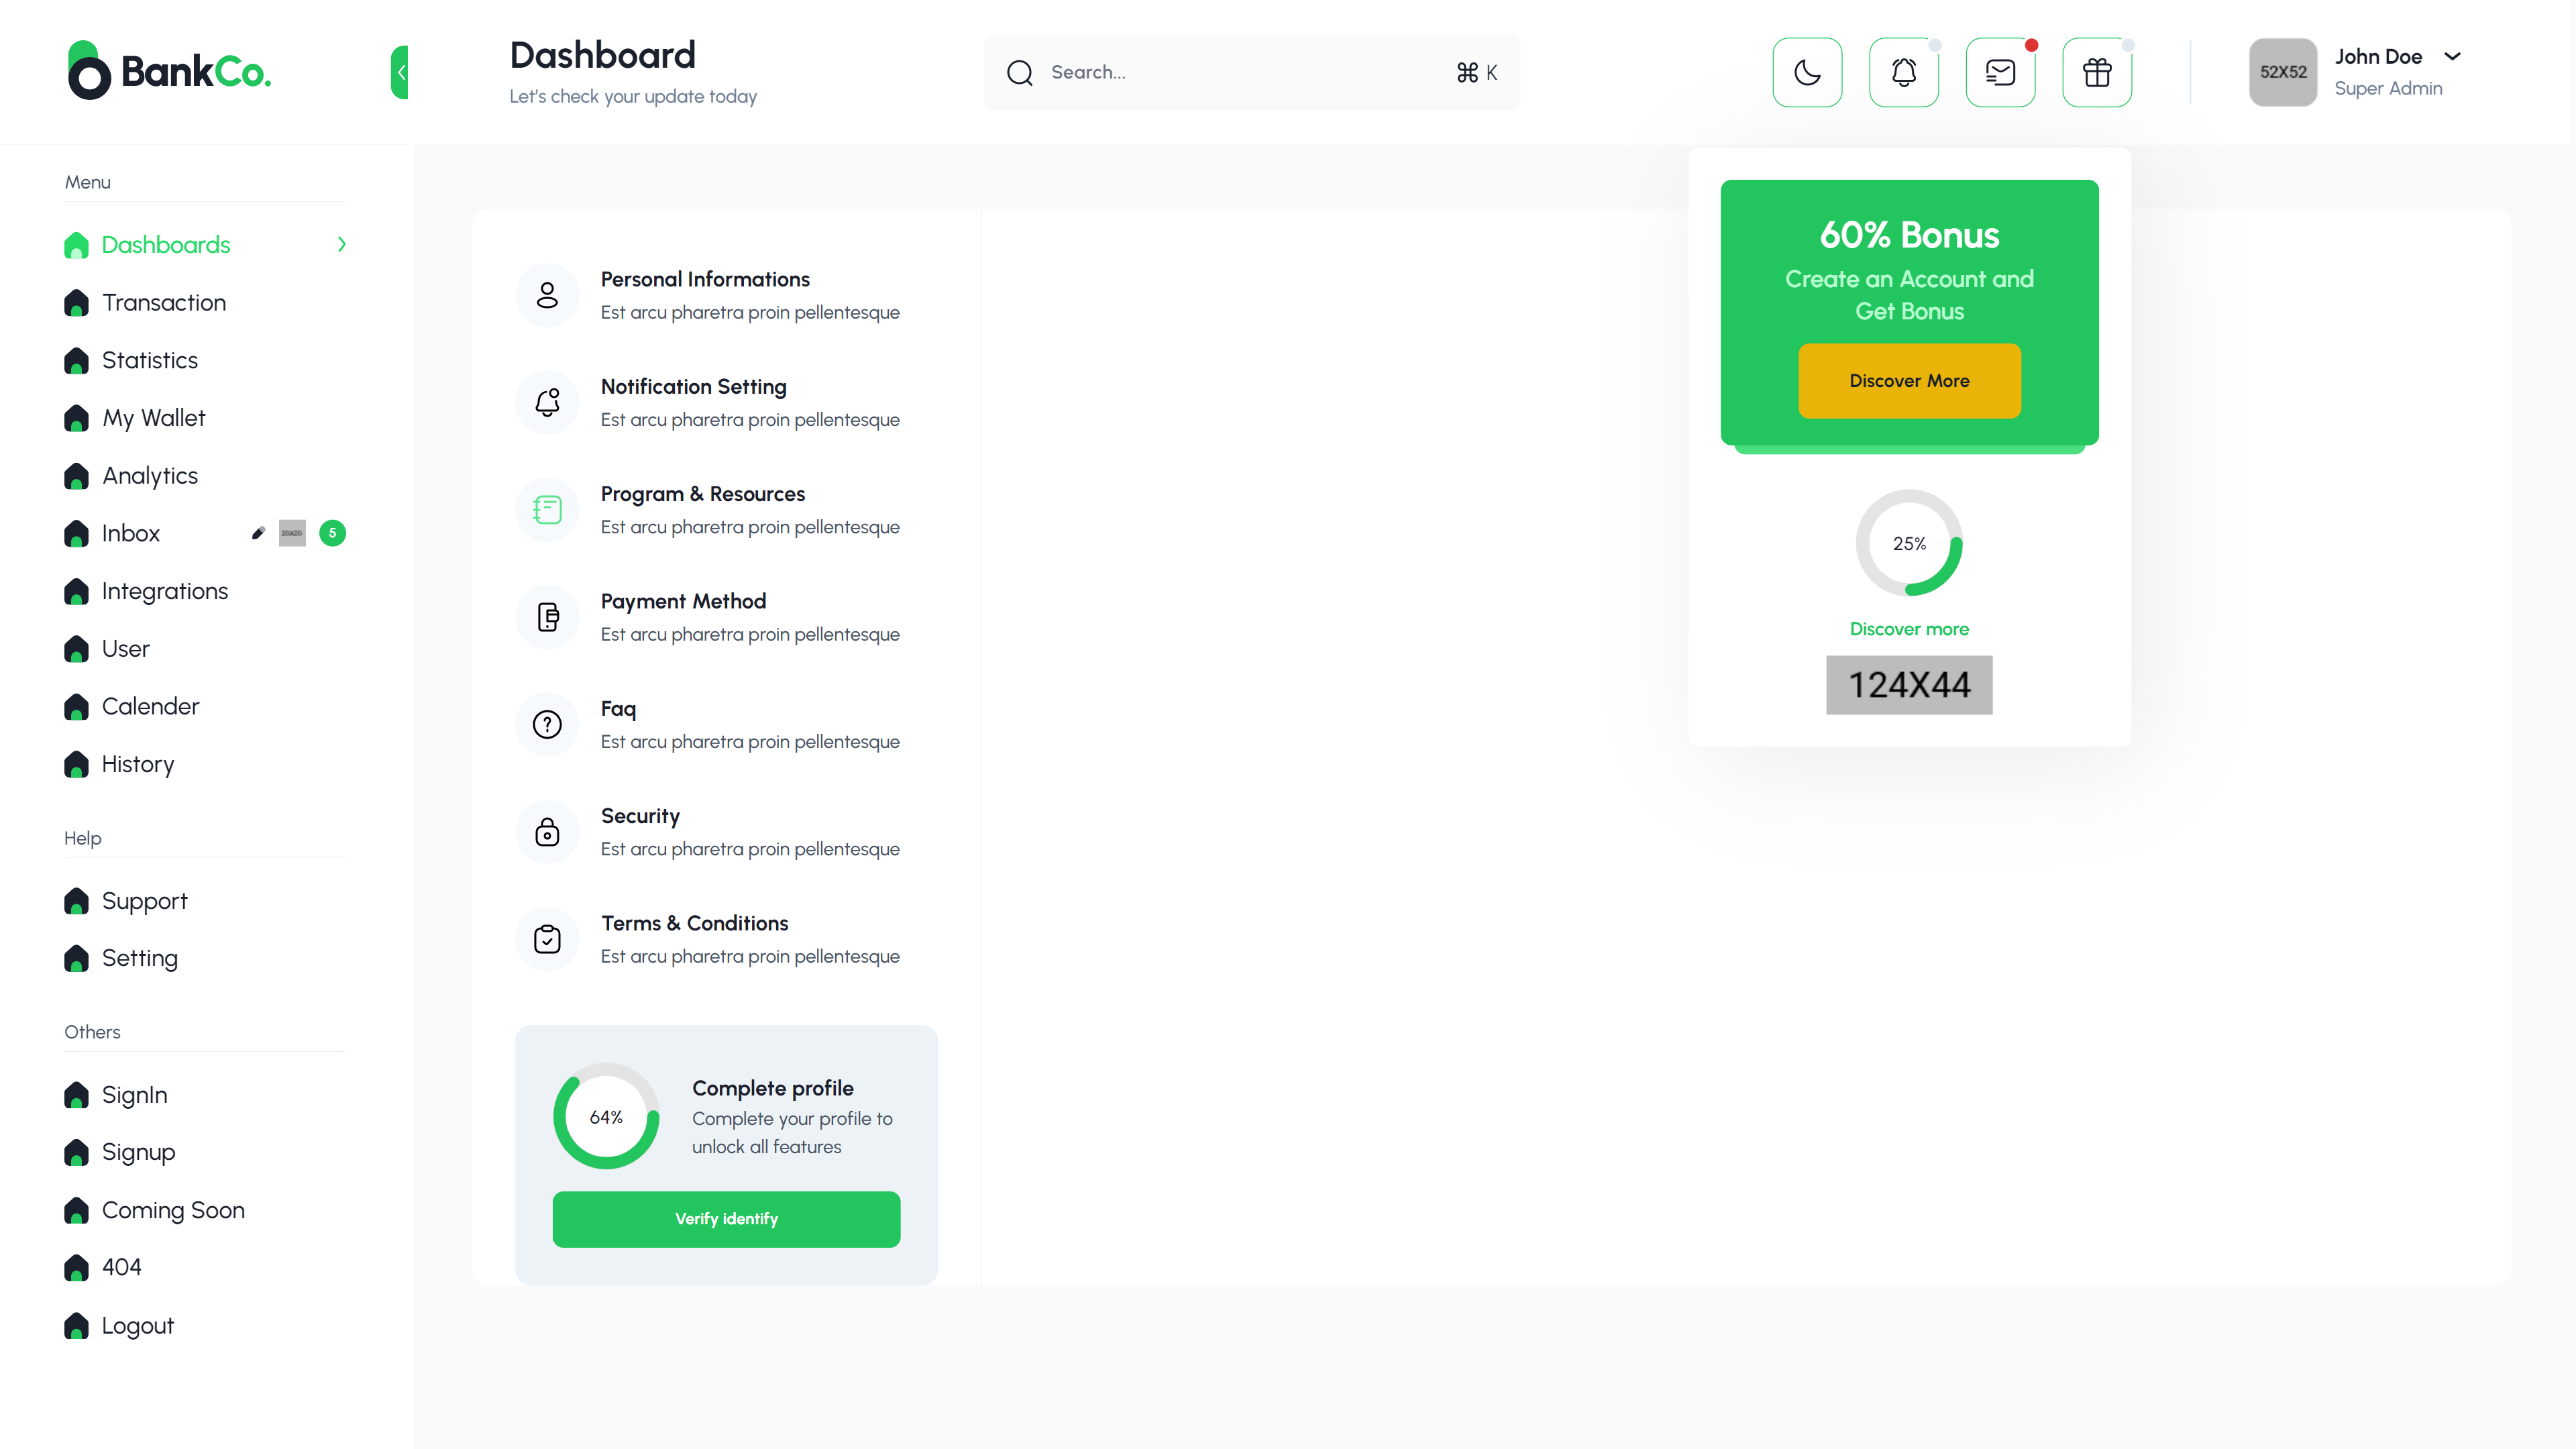 BankCo.
Dashboard
Let's check your update today
Search...
⌘ K
52X52
John Doe
Super Admin
Menu
Dashboards
Transaction
Statistics
My Wallet
Analytics
Inbox
5
Integrations
User
Calender
History
Help
Support
Setting
Others
SignIn
Signup
Coming Soon
404
Logout
Personal Informations
Est arcu pharetra proin pellentesque
Notification Setting
Est arcu pharetra proin pellentesque
Program & Resources
Est arcu pharetra proin pellentesque
Payment Method
Est arcu pharetra proin pellentesque
Faq
Est arcu pharetra proin pellentesque
Security
Est arcu pharetra proin pellentesque
Terms & Conditions
Est arcu pharetra proin pellentesque
64%
Complete profile
Complete your profile to
unlock all features
Verify identify
60% Bonus
Create an Account and
Get Bonus
Discover More
25%
Discover more
124X44